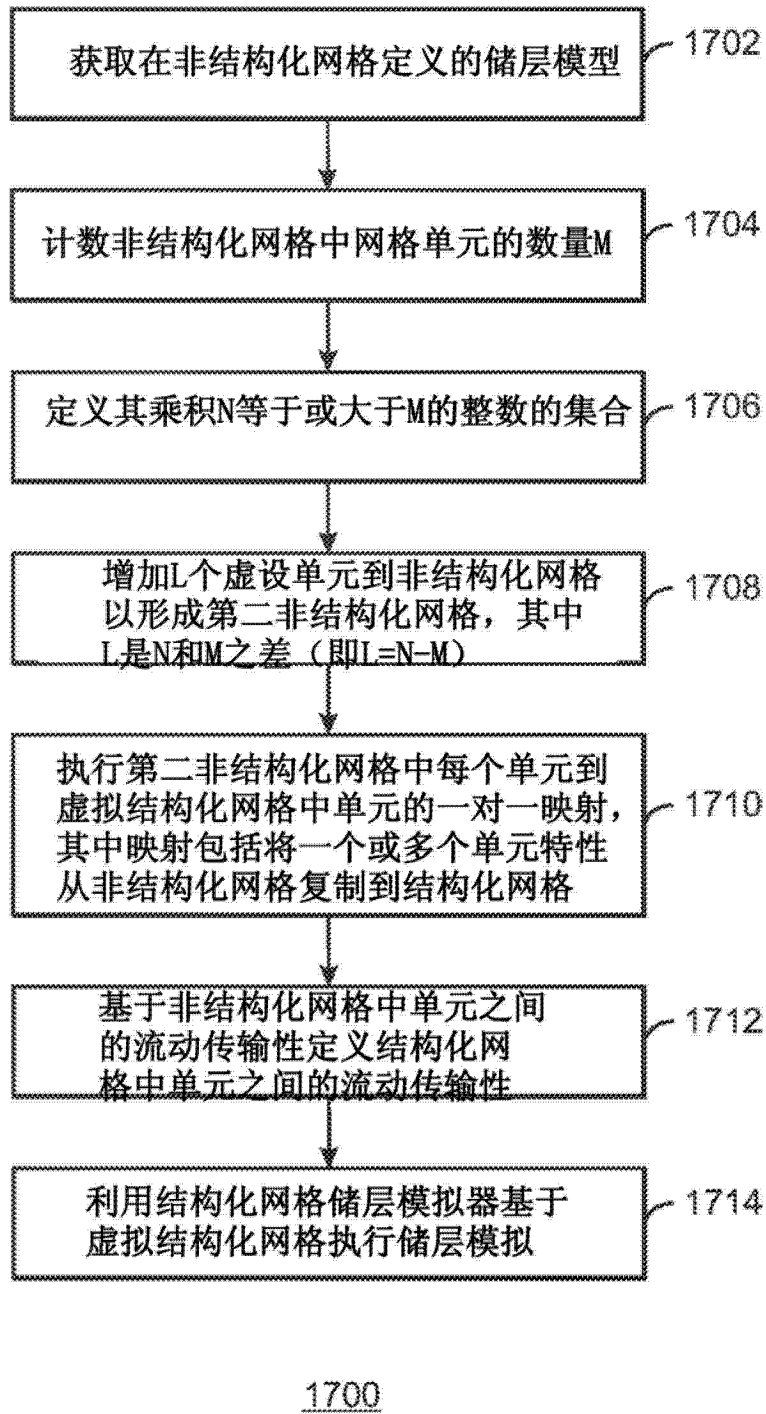 获取在非结构化网格定义的储层模型
1702
计数非结构化网格中网格单元的数量M
1704
定义其乘积N等于或大于M的整数的集合
1706
增加L个虚设单元到非结构化网格
以形成第二非结构化网格，其中
L是N和M之差（即L=N-M）
1708
执行第二非结构化网格中每个单元到
虚拟结构化网格中单元的一对一映射，
其中映射包括将一个或多个单元特性
从非结构化网格复制到结构化网格
1710
基于非结构化网格中单元之间
的流动传输性定义结构化网
格中单元之间的流动传输性
1712
利用结构化网格储层模拟器基于
虚拟结构化网格执行储层模拟
1714
1700